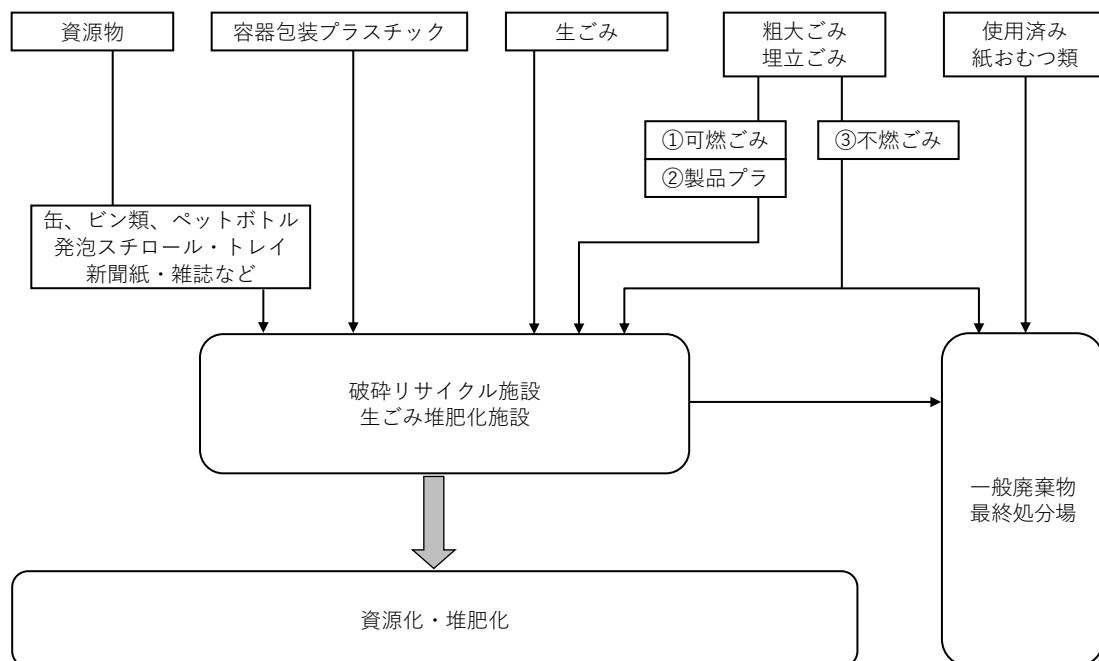 資源物
容器包装プラスチック
生ごみ
粗大ごみ
埋立ごみ
使用済み
紙おむつ類
①可燃ごみ
②製品プラ
③不燃ごみ
缶、ビン類、ペットボトル
発泡スチロール・トレイ
新聞紙・雑誌など
破砕リサイクル施設
生ごみ堆肥化施設
一般廃棄物
最終処分場
資源化・堆肥化